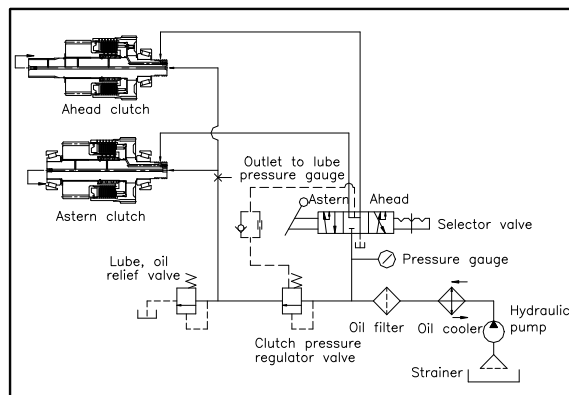 Ahead clutch
Astern clutch
Outlet to lube
pressure gauge
Astern
Ahead
Selector valve
Pressure gauge
Lube, oil
relief valve
Clutch pressure
regulator valve
Oil filter
Oil cooler
Hydraulic
pump
Strainer